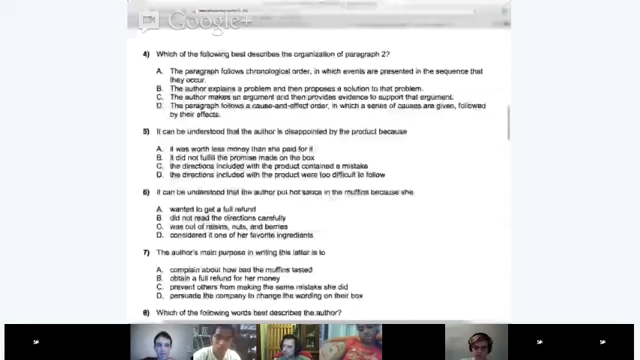 Google+
4) Which of the following best describes the organization of paragraph 2?
A. The paragraph follows chronological order, in which events are presented in the sequence that
they occur.
B. The author explains a problem and then proposes a solution to that problem.
C. The author makes an argument and then provides evidence to support that argument.
D. The paragraph follows a cause-and-effect order, in which a series of causes are given, followed
by their effects.
5) It can be understood that the author is disappointed by the product because
A. it was worth less money than she paid for it
B. it did not fulfill the promise made on the box
C. the directions included with the product contained a mistake
D. the directions included with the product were too difficult to follow
6) It can be understood that the author put hot sauce in the muffins because she
A. wanted to get a full refund
B. did not read the directions carefully
C. was out of raisins, nuts, and berries
D. considered it one of her favorite ingredients
7) The author's main purpose in writing this letter is to
A. complain about how bad the muffins tasted
B. obtain a full refund for her money
C. prevent others from making the same mistake she did
D. persuade the company to change the wording on their box
8) Which of the following words best describes the author?